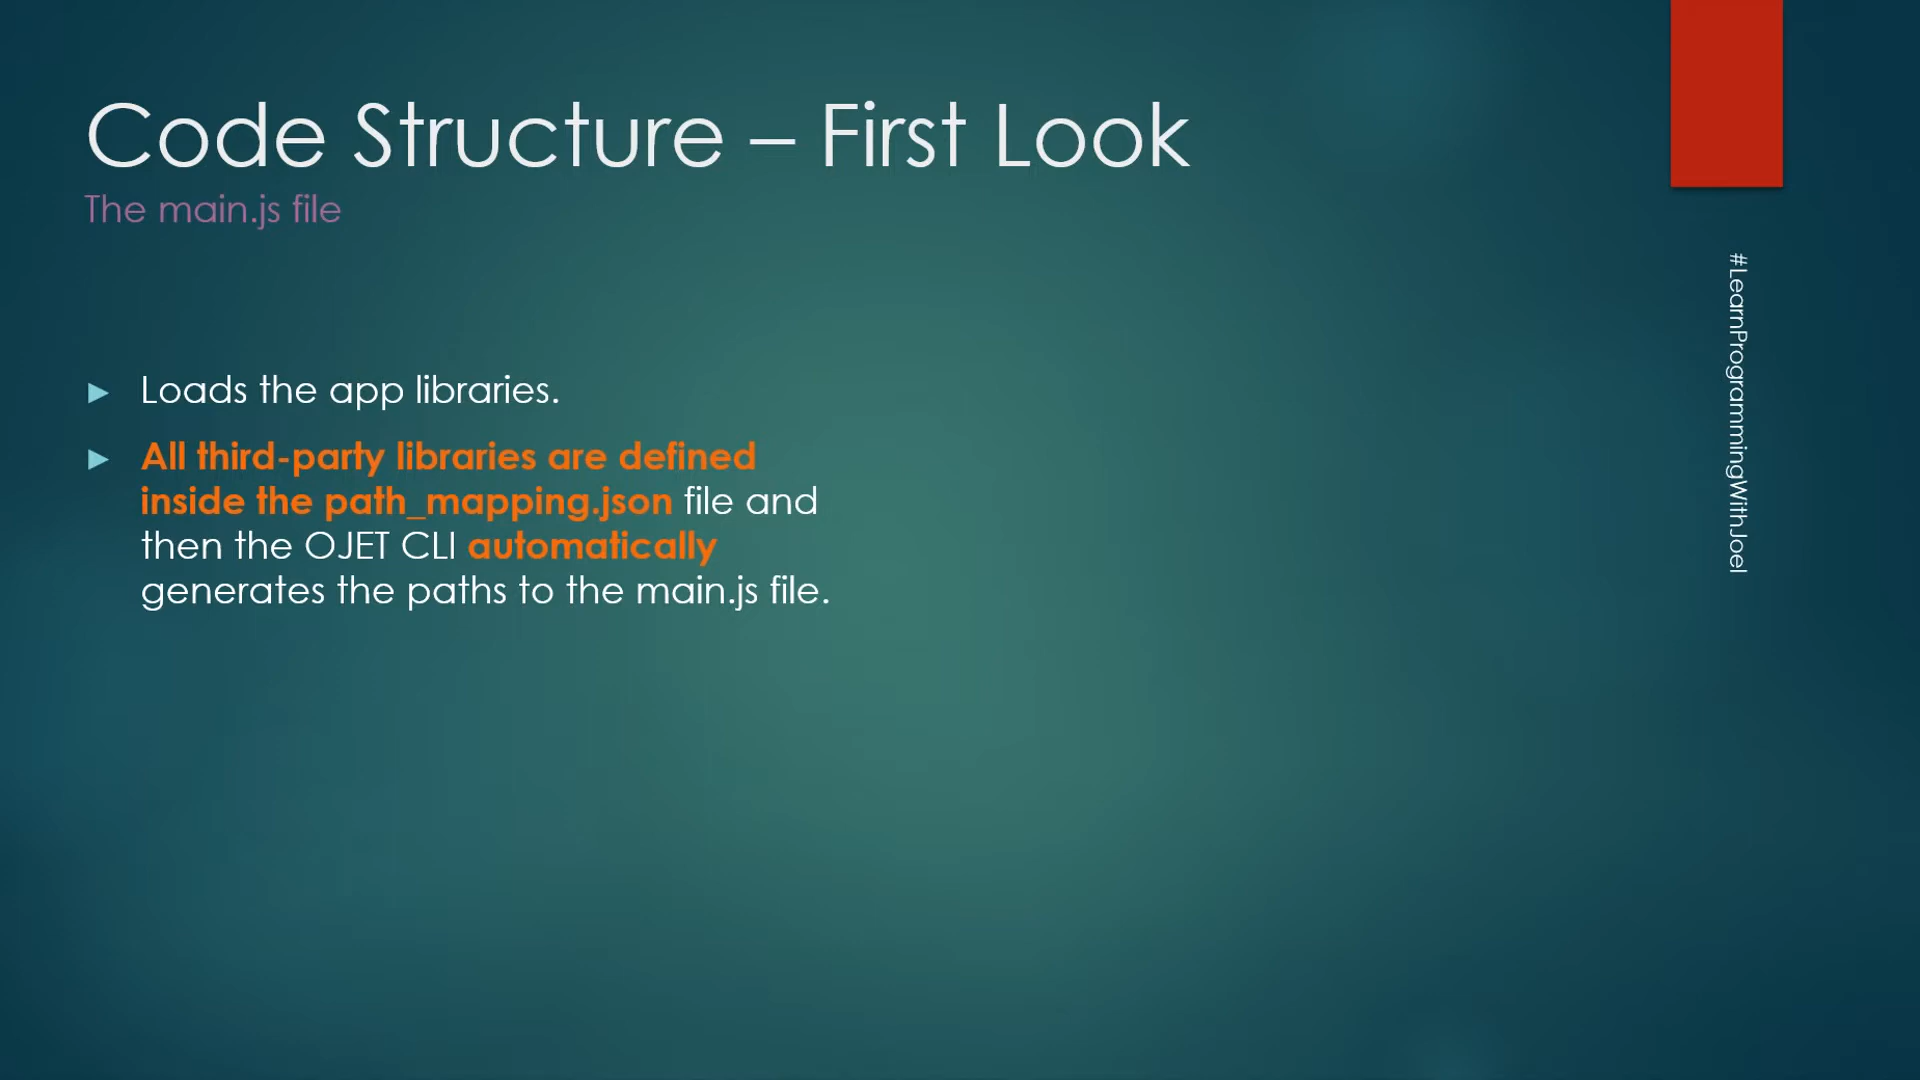 Code Structure – First Look
The main.js file
Loads the app libraries.
All third-party libraries are defined
inside the path_mapping.json file and
then the OJET CLI automatically
generates the paths to the main.js file.
#LearnProgrammingWithJoel